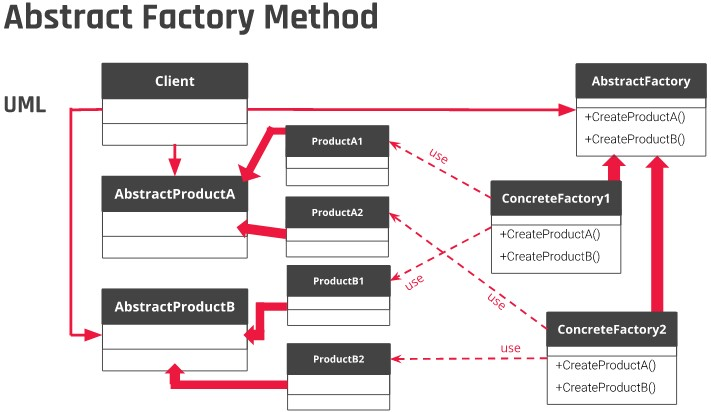 Abstract Factory Method
UML
Client
AbstractFactory
+CreateProductA()
+CreateProductB()
ProductA1
use
AbstractProductA
ConcreteFactory1
+CreateProductA()
+CreateProductB()
ProductA2
ProductB1
use
use
AbstractProductB
ConcreteFactory2
+CreateProductA()
+CreateProductB()
ProductB2
use